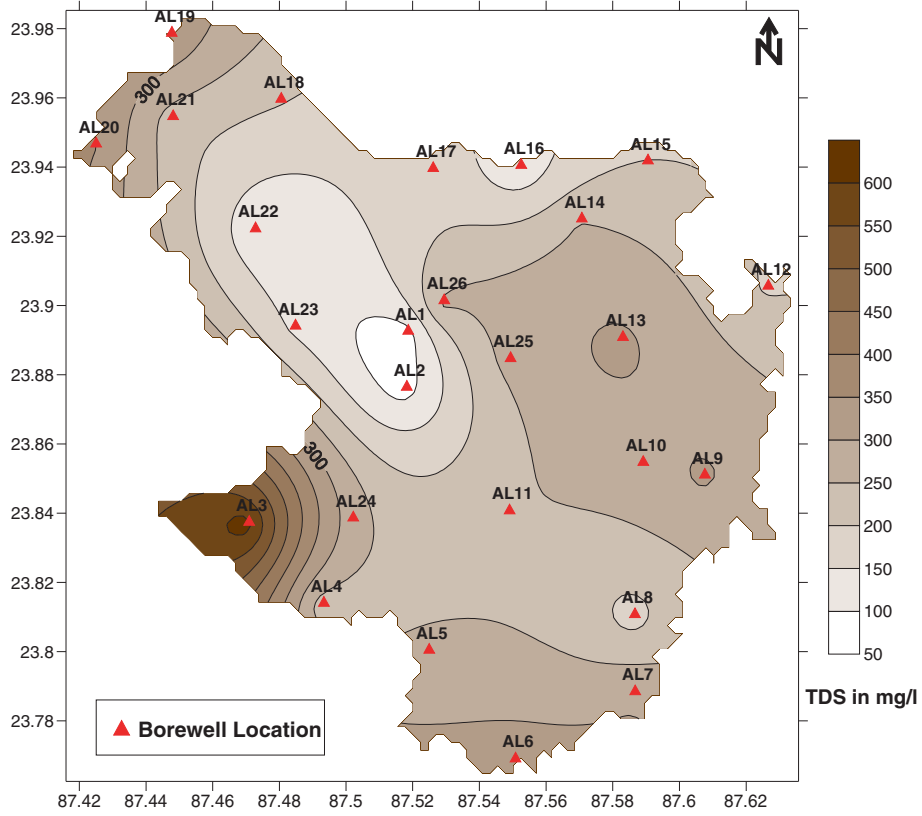 23.98
23.96
23.94
23.92
23.9
23.88
23.86
23.84
23.82
23.8
23.78
87.42 87.44 87.46 87.48 87.5 87.52 87.54 87.56 87.58 87.6 87.62
N
AL19
300
AL18
AL21
AL20
AL17
AL16
AL15
AL22
AL14
AL12
AL26
AL23
AL1
AL13
AL25
AL2
300
AL10
AL9
AL3
AL24
AL11
AL4
AL8
AL5
AL7
AL6
Borewell Location
600
550
500
450
400
350
300
250
200
150
100
50
TDS in mg/l